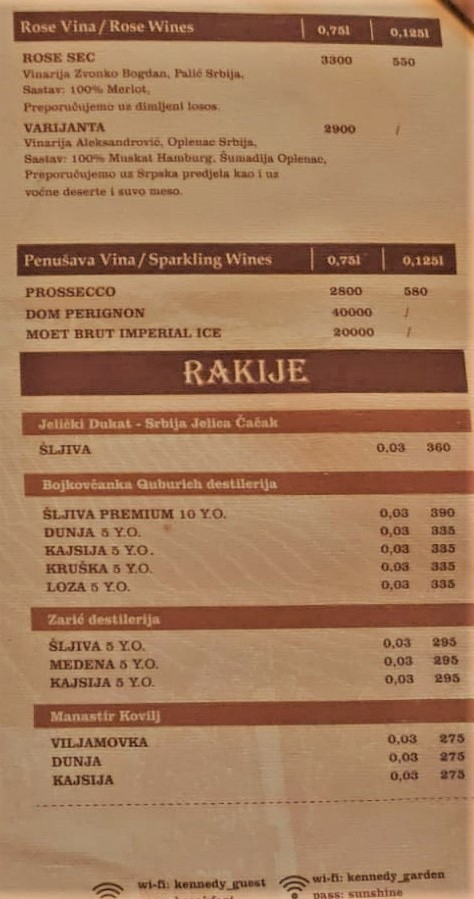 Rose Vina / Rose Wines 0,75l 0,125l
ROSE SEC 3300 550
Vinarija Zvonko Bogdan, Palić Srbija,
Sastav: 100% Merlot,
Preporučujemo uz dimljeni losos.
VARIJANTA 2900 /
Vinarija Aleksandrović, Oplenac Srbija,
Sastav: 100% Muskat Hamburg, Šumadija Oplenac,
Preporučujemo uz Srpska predjela kao i uz
voćne deserte i suvo meso.
Penušava Vina / Sparkling Wines 0,75l 0,125l
PROSSECCO 2800 580
DOM PERIGNON 40000 /
MOET BRUT IMPERIAL ICE 20000 /
RAKIJE
Jelički Dukat - Srbija Jelica Čačak
ŠLJIVA 0,03 360
Bojkovčanka Guburich destilerija
ŠLJIVA PREMIUM 10 Y.O. 0,03 390
DUNJA 5 Y.O. 0,03 335
KAJSIJA 5 Y.O. 0,03 335
KRUŠKA 5 Y.O. 0,03 335
LOZA 5 Y.O. 0,03 335
Zarić destilerija
ŠLJIVA 5 Y.O. 0,03 295
MEDENA 5 Y.O. 0,03 295
KAJSIJA 5 Y.O. 0,03 295
Manastir Kovilj
VILJAMOVKA 0,03 275
DUNJA 0,03 275
KAJSIJA 0,03 275
wi-fi: kennedy_guest wi-fi: kennedy_garden
pass: sunshine